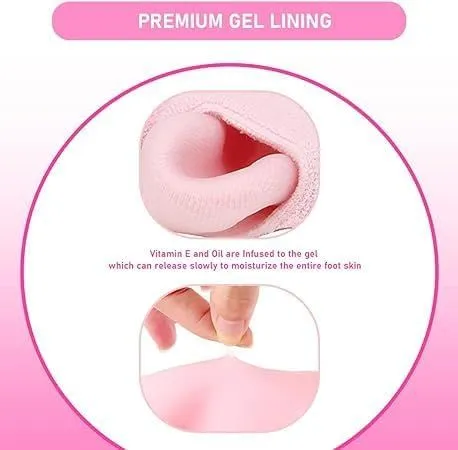 PREMIUM GEL LINING
Vitamin E and Oil are Infused to the gel
which can release slowly to moisturize the entire foot skin